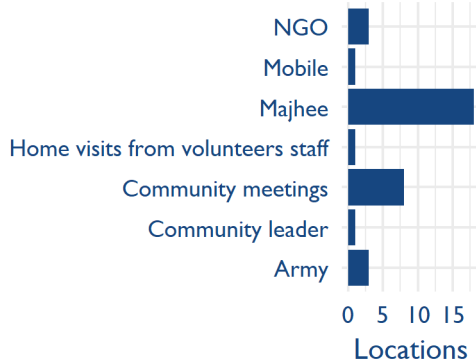 NGO
Mobile
Majhee
Home visits from volunteers staff
Community meetings
Community leader
Army
0 5 10 15
Locations